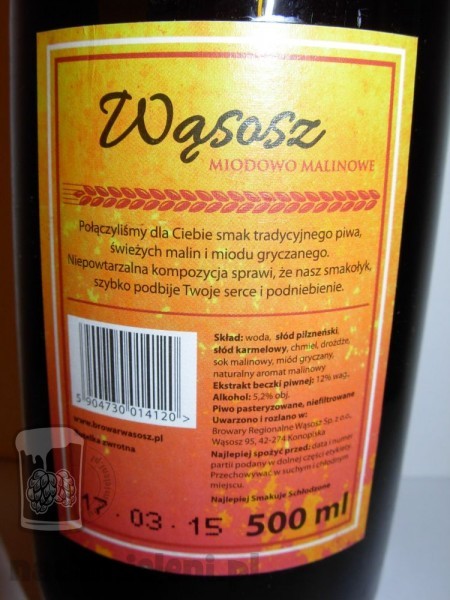 Wąsosz
MIODOWO MALINOWE
Połączyliśmy dla Ciebie smak tradycyjnego piwa,
świeżych malin i miodu gryczanego.
Niepowtarzalna kompozycja sprawi, że nasz smakołyk,
szybko podbije Twoje serce i podniebienie.
Skład: woda, słód pilzneński,
słód karmelowy, chmiel, drożdże,
sok malinowy, miód gryczany,
naturalny aromat malinowy
Ekstrakt beczki piwnej: 12% wag.
Alkohol: 5,2% obj.
Piwo pasteryzowane, niefiltrowane
Uwarzono i rozlano w:
Browary Regionalne Wąsosz Sp. z o.o.,
Wąsosz 95, 42-274 Konopiska
Najlepiej spożyć przed: data i numer
partii podany w dolnej części etykiety.
Przechowywać w suchym i chłodnym
miejscu.
Najlepiej Smakuje Schłodzone
5 904730 014120 >
www.browarwasosz.pl
butelka zwrotna
17·03·15
500 ml